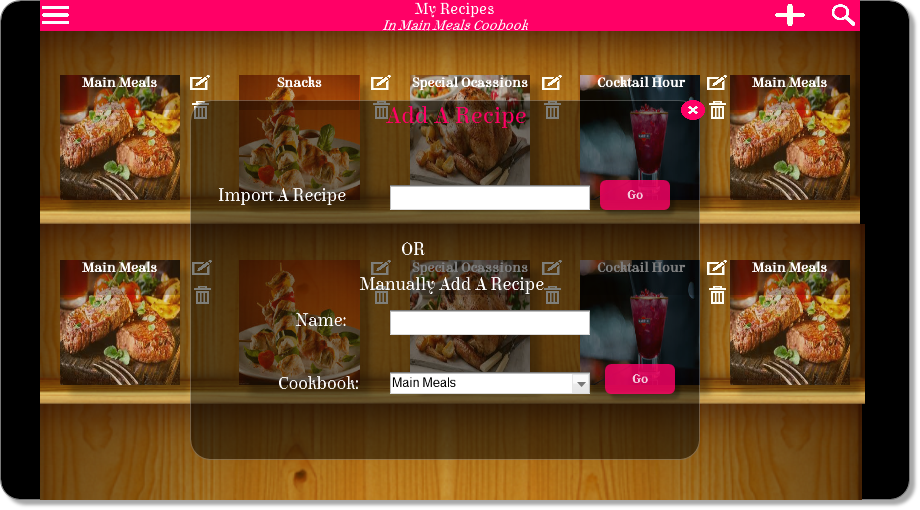 My Recipes
In Main Meals Coobook
Main Meals
Snacks
Special Ocassions
Cocktail Hour
Main Meals
Add A Recipe
Import A Recipe
Go
OR
Main Meals
Special Ocassions
Cocktail Hour
Main Meals
Manually Add A Recipe
Name:
Cookbook:
Main Meals
Go